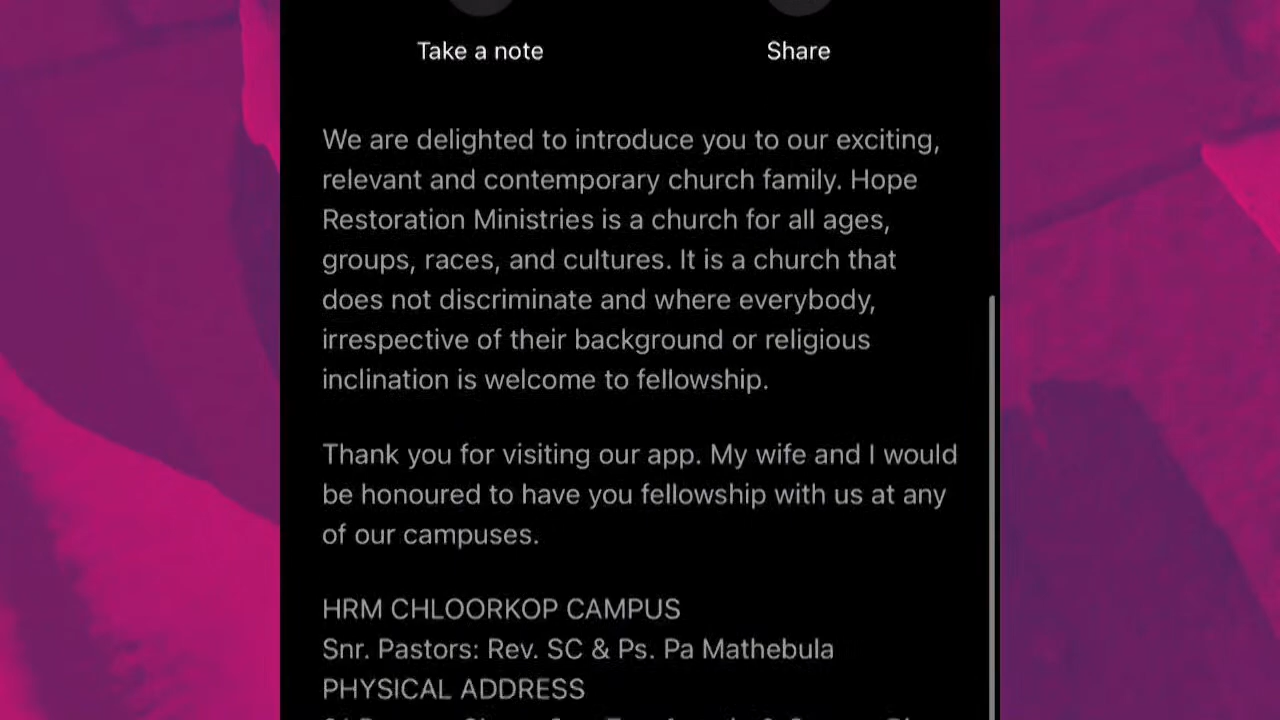 Take a note
Share
We are delighted to introduce you to our exciting,
relevant and contemporary church family. Hope
Restoration Ministries is a church for all ages,
groups, races, and cultures. It is a church that
does not discriminate and where everybody,
irrespective of their background or religious
inclination is welcome to fellowship.
Thank you for visiting our app. My wife and I would
be honoured to have you fellowship with us at any
of our campuses.
HRM CHLOORKOP CAMPUS
Snr. Pastors: Rev. SC & Ps. Pa Mathebula
PHYSICAL ADDRESS